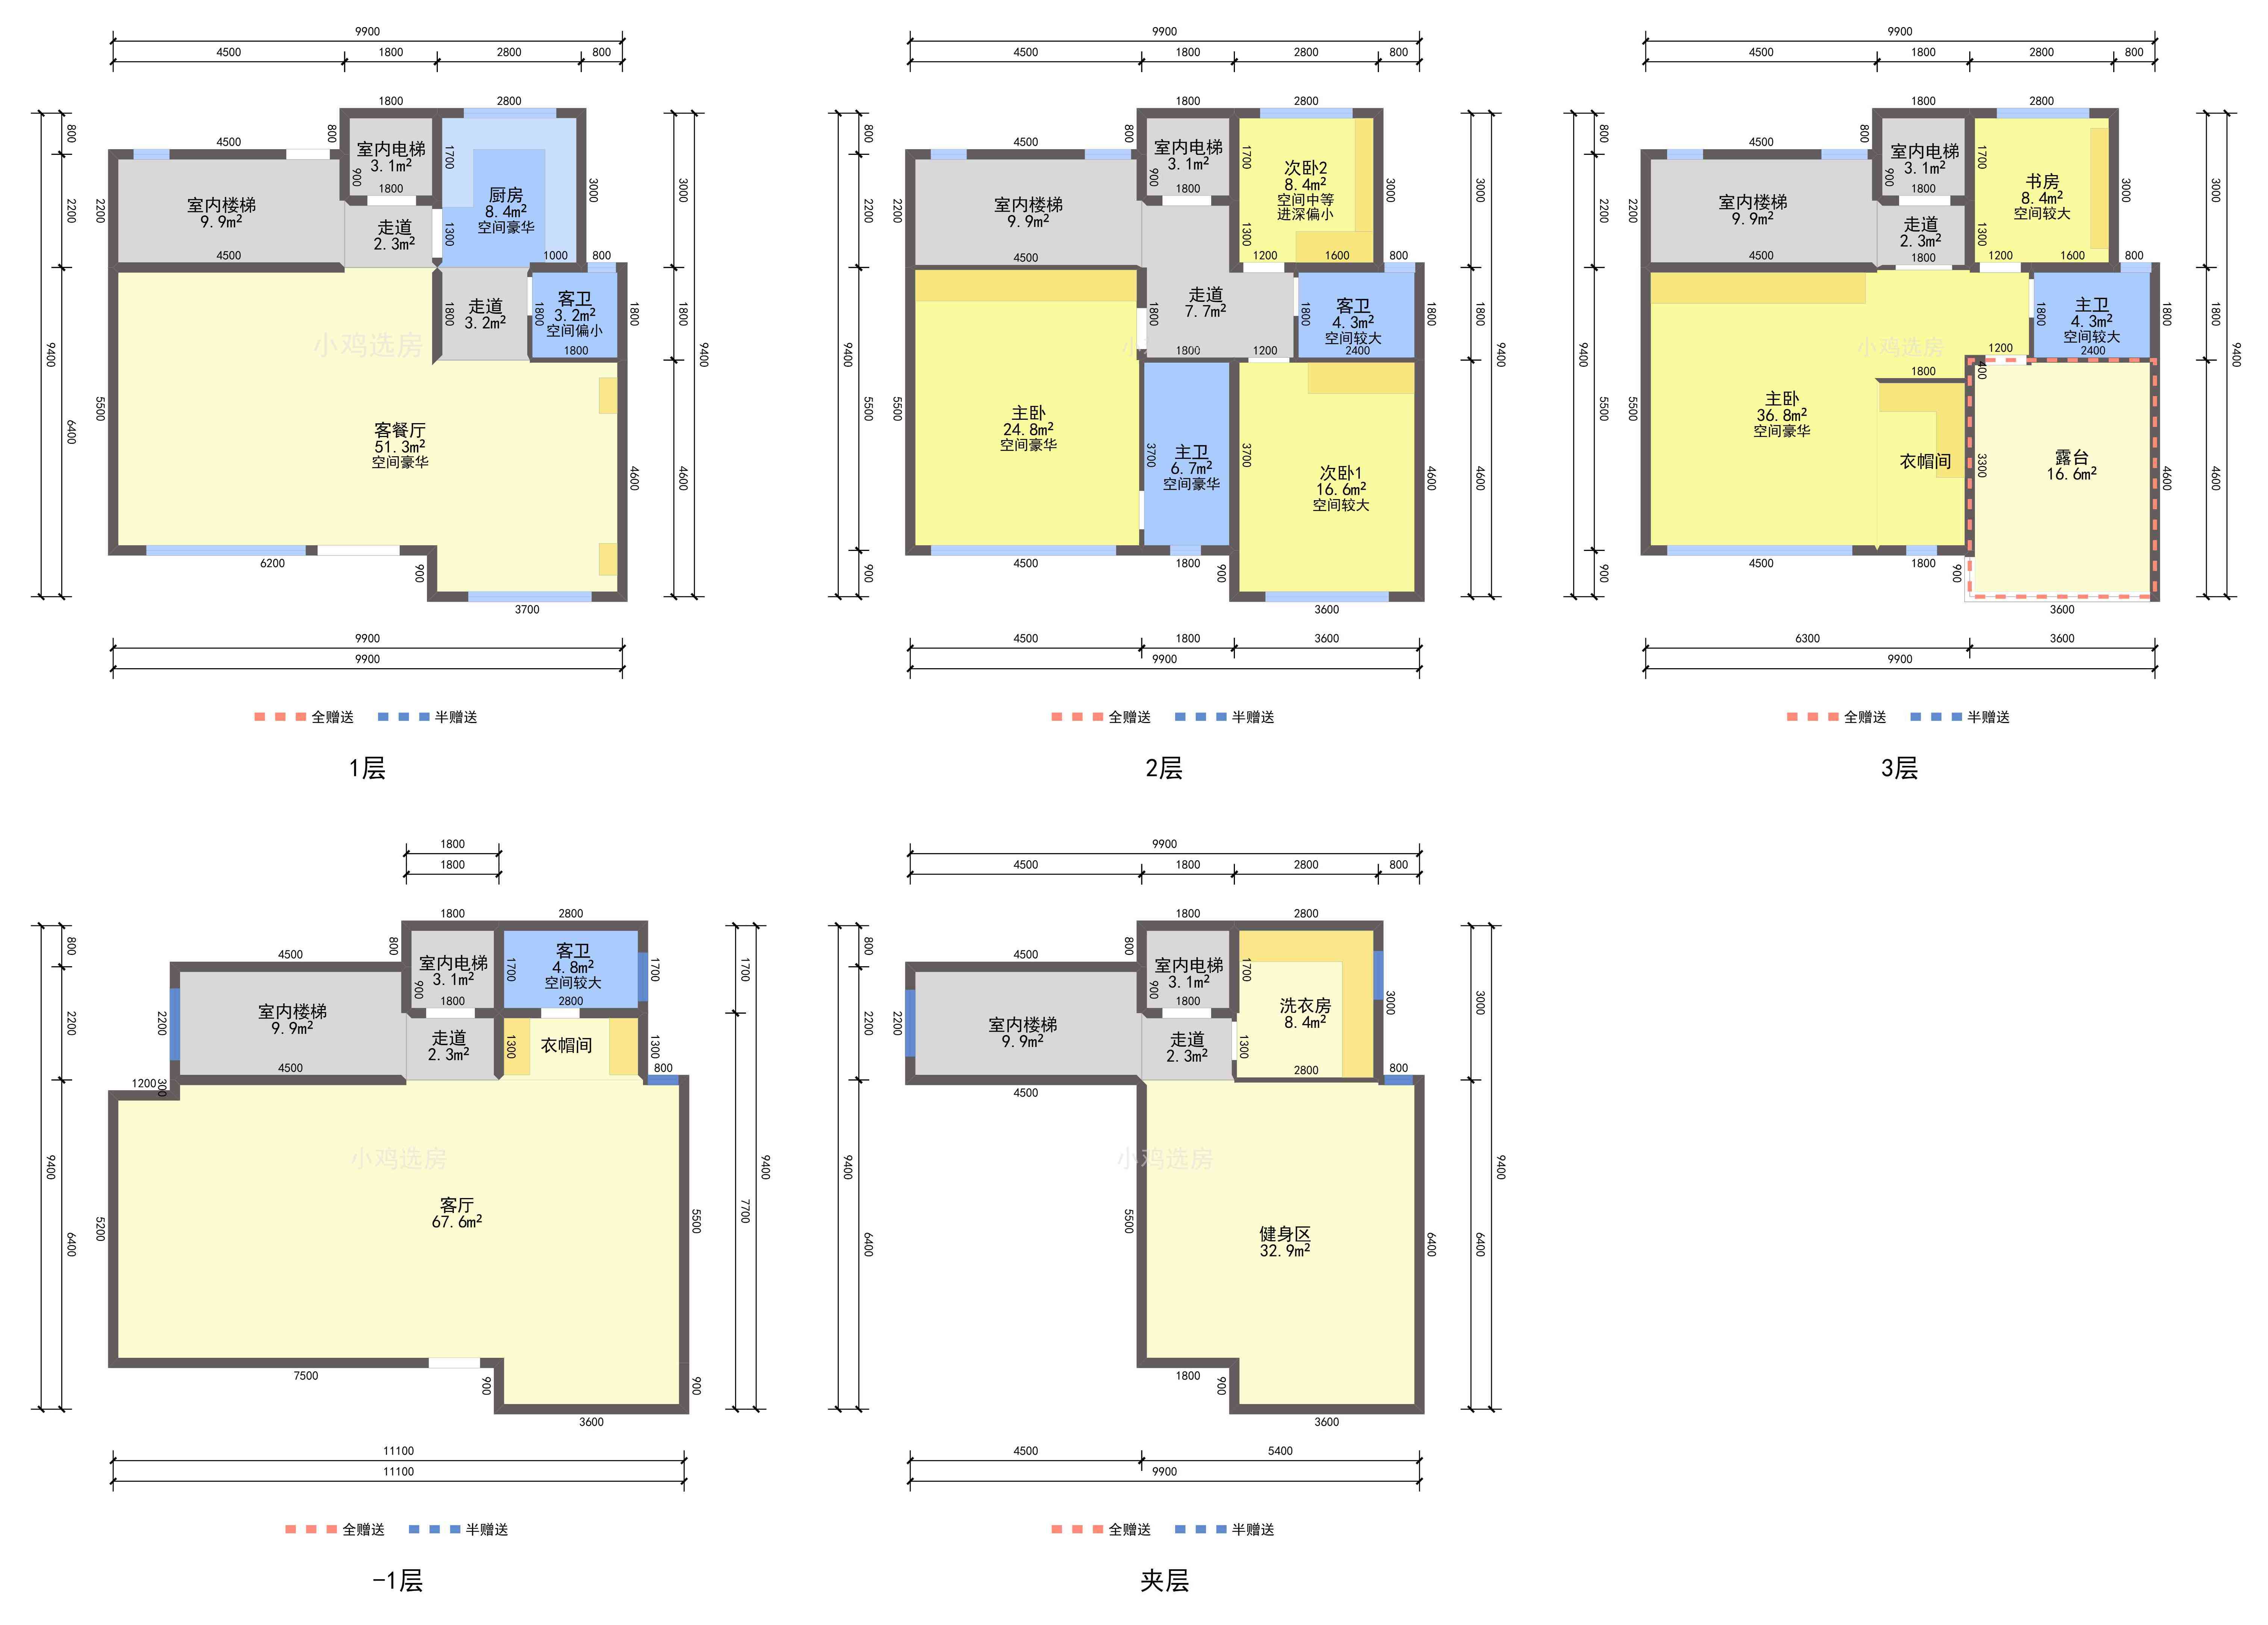 9900
4500 1800 2800 800
1800 2800
800 4500 800
室内电梯
3.1m²
900 1800
1700
厨房
8.4m²
空间豪华
3000 3000
2200 2200
室内楼梯
9.9m²
走道
2.3m²
1300
4500 1000 800
走道
3.2m²
1800
客卫
3.2m²
空间偏小
1800
1800 1800 1800
小鸡选房
9400 9400
5500
6400
客餐厅
51.3m²
空间豪华
4600 4600
6200 900
3700
9900
9900
全赠送 半赠送
1层
9900
4500 1800 2800 800
1800 2800
800 4500 800
室内电梯
3.1m²
900 1800
1700
次卧2
8.4m²
空间中等
进深偏小
3000 3000
2200 2200
室内楼梯
9.9m²
1300
4500 1200 1600 800
走道
7.7m²
1800
客卫
4.3m²
空间较大
1800
1800 1200 2400
1800 1800
小鸡选房
9400 9400
5500 5500
主卧
24.8m²
空间豪华
主卫
6.7m²
空间豪华
3700 3700
次卧1
16.6m²
空间较大
4600 4600
900 4500 1800 900
3600
4500 1800 3600
9900
全赠送 半赠送
2层
9900
4500 1800 2800 800
1800 2800
800 4500 800
室内电梯
3.1m²
900 1800
1700
书房
8.4m²
空间较大
3000 3000
2200 2200
室内楼梯
9.9m²
走道
2.3m²
1300
4500 1800 1200 1600 800
主卫
4.3m²
空间较大
1800
1200 2400
1800 1800
小鸡选房
1800 400
9400 9400
5500 5500
主卧
36.8m²
空间豪华
衣帽间
3300
露台
16.6m²
4600 4600
900 4500 1800 900
3600
6300 3600
9900
全赠送 半赠送
3层
1800
1800
1800 2800
800 4500 800
室内电梯
3.1m²
900 1800
1700
客卫
4.8m²
空间较大
2800
1700 1700
2200 2200
室内楼梯
9.9m²
走道
2.3m²
1300
衣帽间
1300
4500 800
1200 300
小鸡选房
9400 9400
5200
6400
客厅
67.6m²
5500
7700
7500 900 900
3600
11100
11100
全赠送 半赠送
-1层
9900
4500 1800 2800 800
1800 2800
800 4500 800
室内电梯
3.1m²
900 1800
1700
洗衣房
8.4m²
3000 3000
2200 2200
室内楼梯
9.9m²
走道
2.3m²
1300
2800 800
4500
小鸡选房
9400 9400
6400
5500
健身区
32.9m²
6400 6400
1800 900
3600
4500 5400
9900
全赠送 半赠送
夹层